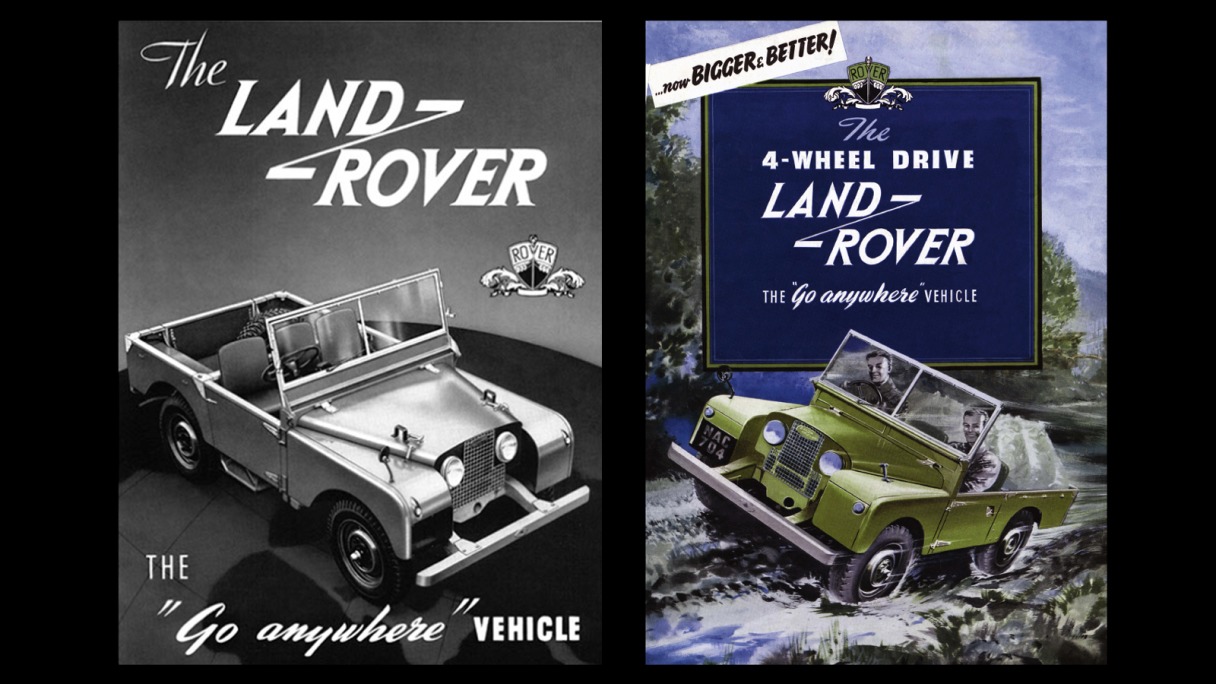 The
LAND-
-ROVER
ROVER
THE
"Go anywhere" VEHICLE
...now BIGGER & BETTER!
ROVER
The
4-WHEEL DRIVE
LAND-
-ROVER
THE "Go anywhere" VEHICLE
NAC
704